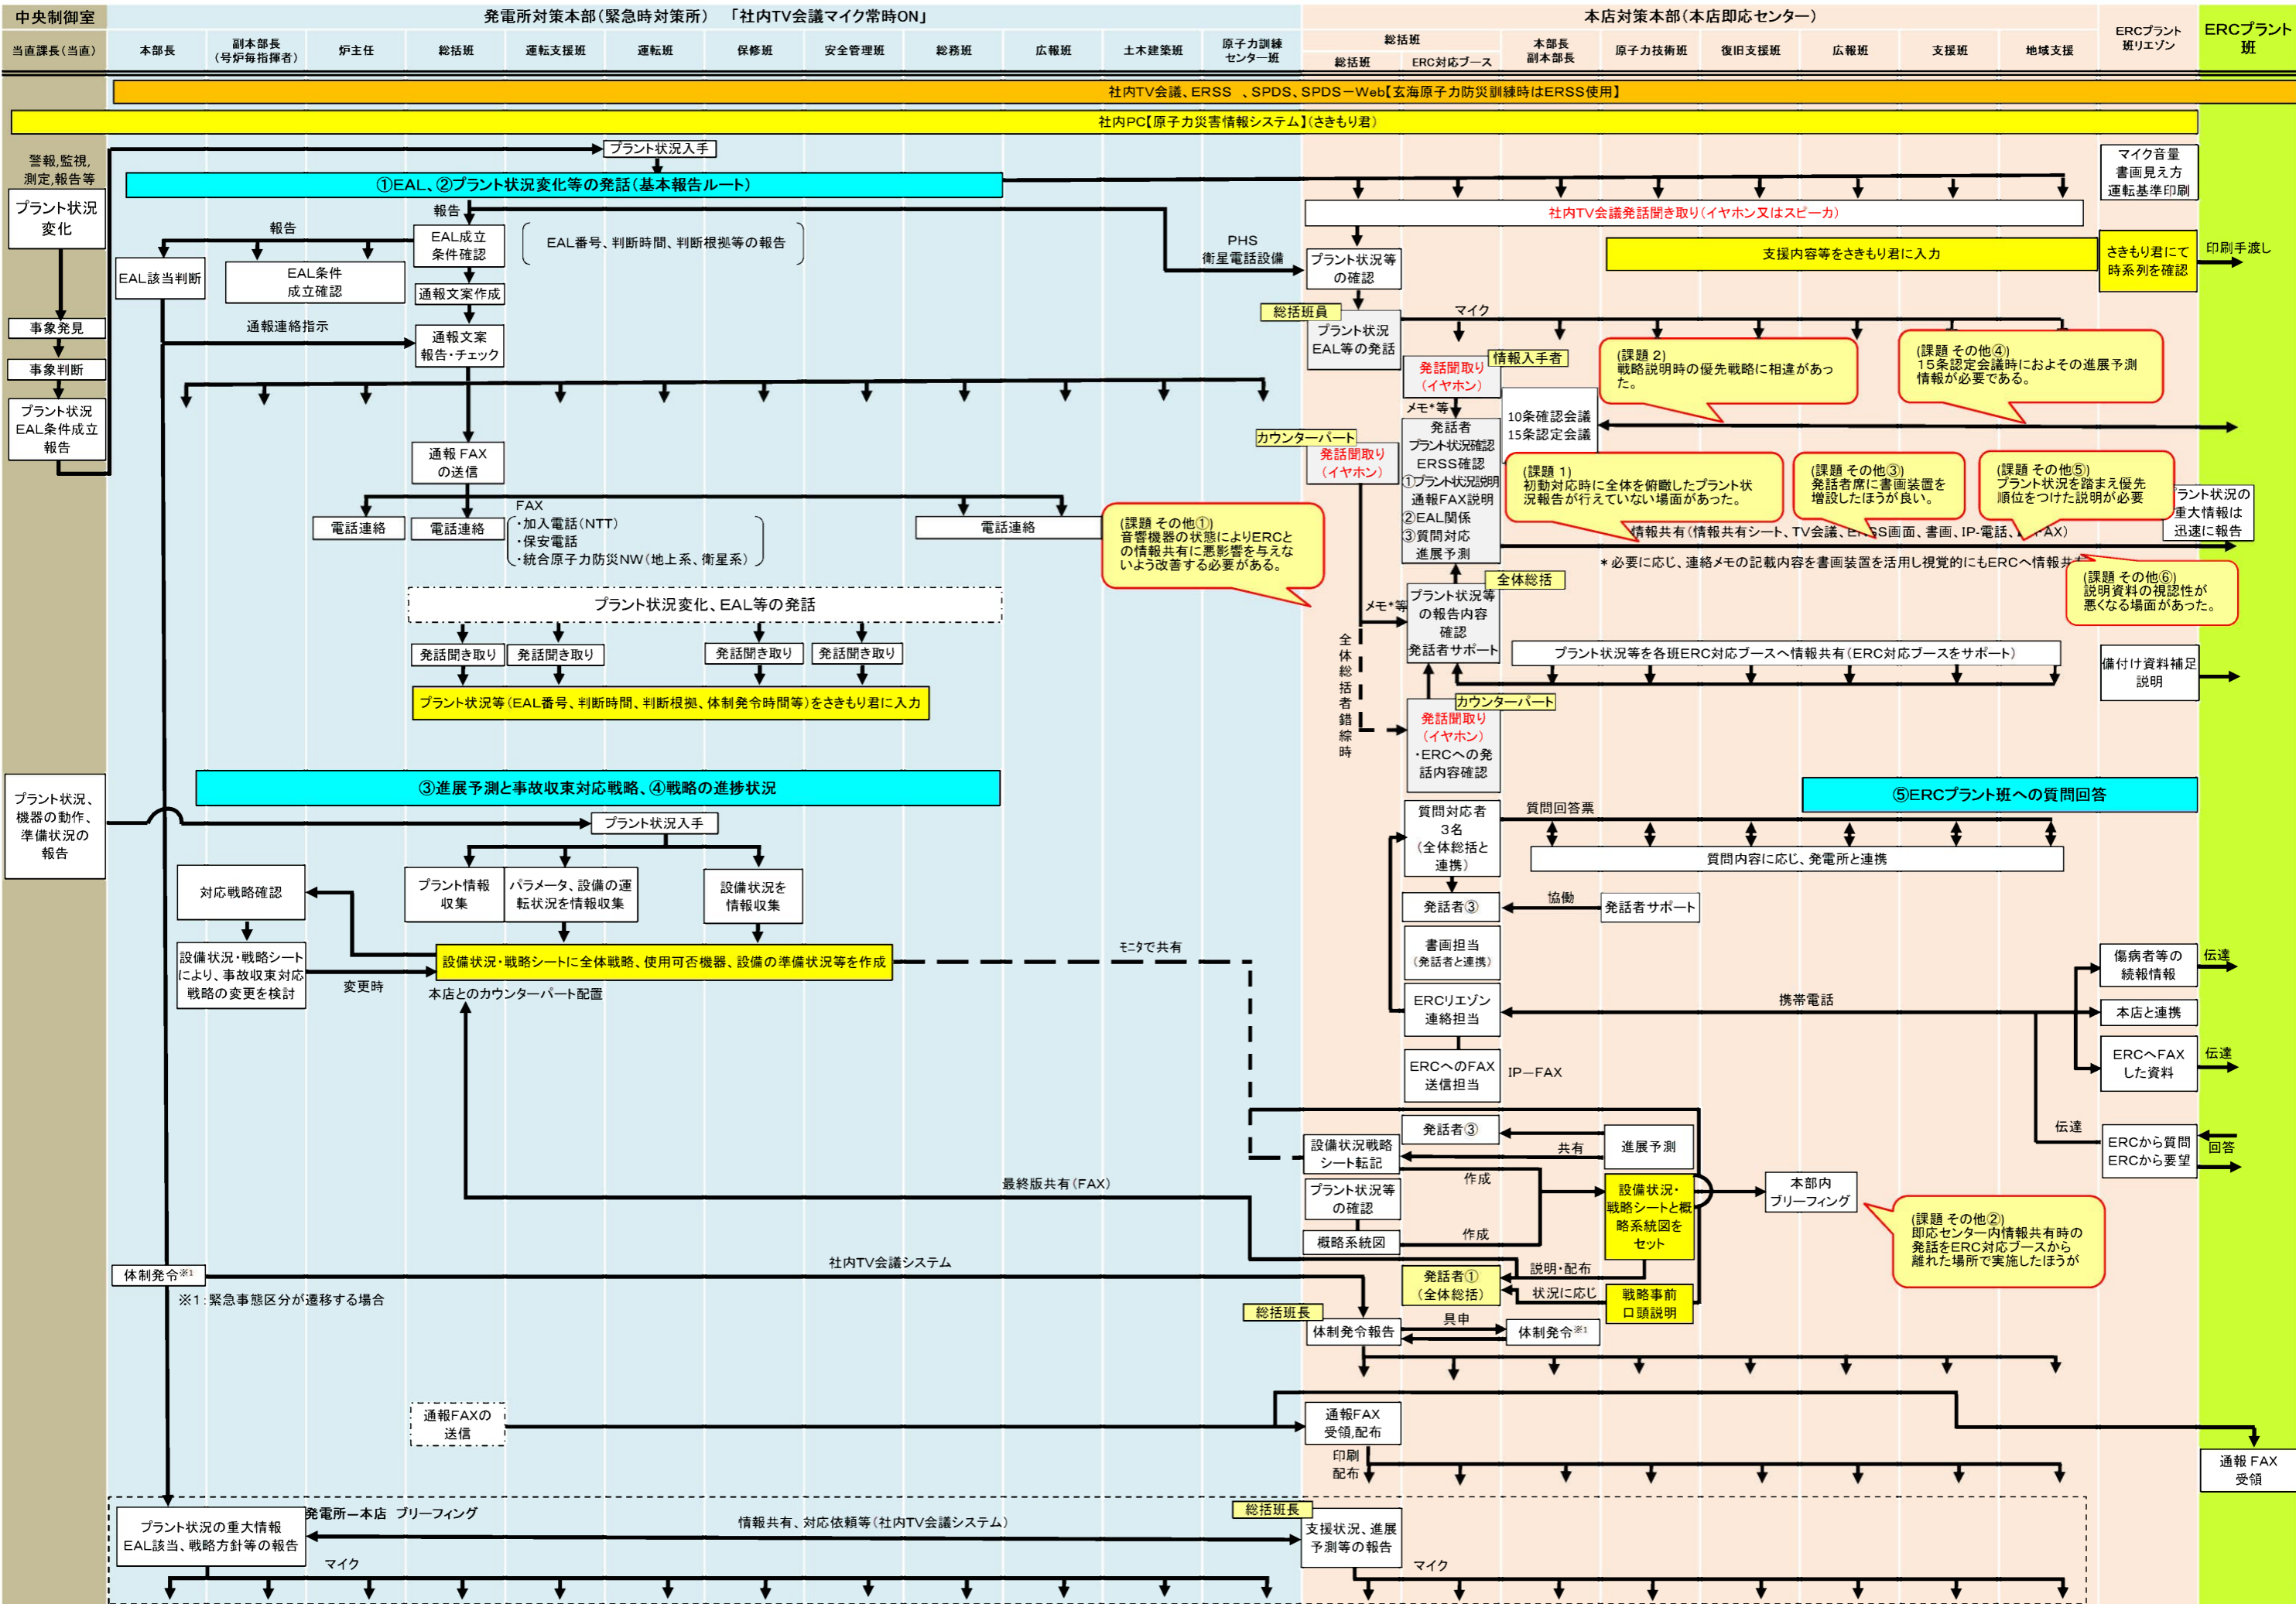 中央制御室
発電所対策本部(緊急時対策所) 「社内TV会議マイク常時ON」
本店対策本部(本店即応センター)
当直課長(当直)
本部長
副本部長
(号炉毎指揮者)
炉主任
総括班
運転支援班
運転班
保修班
安全管理班
総務班
広報班
土木建築班
原子力訓練
センター班
総括班
総括班
ERC対応ブース
本部長
副本部長
原子力技術班
復旧支援班
広報班
支援班
地域支援
ERCプラント
班リエゾン
ERCプラント
班
社内TV会議、ERSS 、SPDS、SPDS-Web【玄海原子力防災訓練時はERSS使用】
社内PC【原子力災害情報システム】(さきもり君)
警報,監視,
測定,報告等
プラント状況
変化
事象発見
事象判断
プラント状況
EAL条件成立
報告
プラント状況入手
①EAL、②プラント状況変化等の発話(基本報告ルート)
報告
報告
EAL成立
条件確認
EAL番号、判断時間、判断根拠等の報告
EAL該当判断
EAL条件
成立確認
通報文案作成
通報連絡指示
通報文案
報告・チェック
通報 FAX
の送信
電話連絡
電話連絡
FAX
・加入電話(NTT)
・保安電話
・統合原子力防災NW(地上系、衛星系)
電話連絡
プラント状況変化、EAL等の発話
発話聞き取り
発話聞き取り
発話聞き取り
発話聞き取り
プラント状況等(EAL番号、判断時間、判断根拠、体制発令時間等)をさきもり君に入力
PHS
衛星電話設備
マイク音量
書画見え方
運転基準印刷
社内TV会議発話聞き取り(イヤホン又はスピーカ)
プラント状況等
の確認
支援内容等をさきもり君に入力
さきもり君にて
時系列を確認
印刷手渡し
総括班員
プラント状況
EAL等の発話
マイク
発話聞取り
(イヤホン)
情報入手者
メモ*等
(課題 2)
戦略説明時の優先戦略に相違があっ
た。
(課題 その他④)
15条認定会議時におよその進展予測
情報が必要である。
10条確認会議
15条認定会議
カウンターパート
発話聞取り
(イヤホン)
発話者
プラント状況確認
ERSS確認
①プラント状況説明
通報FAX説明
②EAL関係
③質問対応
進展予測
(課題 1)
初動対応時に全体を俯瞰したプラント状
況報告が行えていない場面があった。
(課題 その他③)
発話者席に書画装置を
増設したほうが良い。
(課題 その他⑤)
プラント状況を踏まえ優先
順位をつけた説明が必要
ラント状況の
重大情報は
迅速に報告
(課題 その他①)
音響機器の状態によりERCと
の情報共有に悪影響を与えな
いよう改善する必要がある。
情報共有(情報共有シート、TV会議、E SS画面、書画、IP-電話、 AX)
*必要に応じ、連絡メモの記載内容を書画装置を活用し視覚的にもERCへ情報共
(課題 その他⑥)
説明資料の視認性が
悪くなる場面があった。
全体総括
メモ*等
プラント状況等
の報告内容
確認
発話者サポート
全体総括者錯綜時
プラント状況等を各班ERC対応ブースへ情報共有(ERC対応ブースをサポート)
備付け資料補足
説明
カウンターパート
発話聞取り
(イヤホン)
・ERCへの発
話内容確認
プラント状況、
機器の動作、
準備状況の
報告
③進展予測と事故収束対応戦略、④戦略の進捗状況
⑤ERCプラント班への質問回答
プラント状況入手
プラント情報
収集
パラメータ、設備の運
転状況を情報収集
設備状況を
情報収集
対応戦略確認
設備状況・戦略シート
により、事故収束対応
戦略の変更を検討
変更時
設備状況・戦略シートに全体戦略、使用可否機器、設備の準備状況等を作成
本店とのカウンターパート配置
モニタで共有
質問対応者
3名
(全体総括と
連携)
質問回答票
質問内容に応じ、発電所と連携
発話者③
協働
発話者サポート
書画担当
(発話者と連携)
ERCリエゾン
連絡担当
携帯電話
傷病者等の
続報情報
伝達
本店と連携
ERCへFAX
した資料
伝達
ERCへのFAX
送信担当
IP-FAX
発話者③
設備状況戦略
シート転記
共有
進展予測
伝達
ERCから質問
ERCから要望
回答
最終版共有(FAX)
作成
プラント状況等
の確認
設備状況・
戦略シートと概
略系統図を
セット
本部内
ブリーフィング
概略系統図
作成
(課題 その他②)
即応センター内情報共有時の
発話をERC対応ブースから
離れた場所で実施したほうが
体制発令※1
社内TV会議システム
※1:緊急事態区分が遷移する場合
発話者①
(全体総括)
説明・配布
状況に応じ
戦略事前
口頭説明
総括班長
体制発令報告
具申
体制発令※1
通報FAXの
送信
通報FAX
受領,配布
印刷
配布
通報 FAX
受領
発電所ー本店 ブリーフィング
プラント状況の重大情報
EAL該当、戦略方針等の報告
情報共有、対応依頼等(社内TV会議システム)
総括班長
支援状況、進展
予測等の報告
マイク
マイク